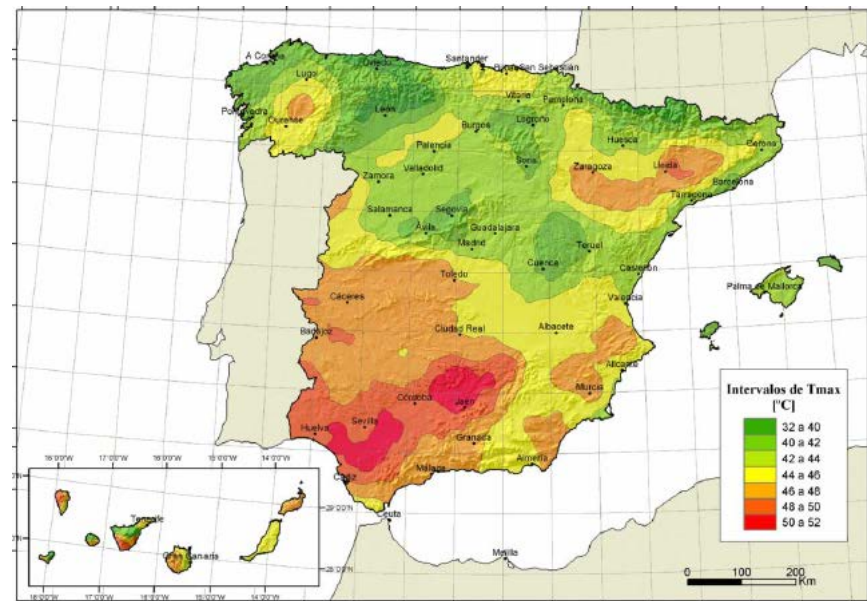 A Coruña
Lugo
Oviedo
Santander
San Sebastián
Vitoria
Pamplona
Pontevedra
Ourense
León
Burgos
Logroño
Huesca
Gerona
Palencia
Zamora
Valladolid
Soria
Zaragoza
Lleida
Barcelona
Tarragona
Salamanca
Segovia
Ávila
Guadalajara
Madrid
Teruel
Cuenca
Castellón
Toledo
Valencia
Palma de Mallorca
Cáceres
Badajoz
Ciudad Real
Albacete
Alicante
Murcia
Córdoba
Jaén
Huelva
Sevilla
Granada
Cádiz
Málaga
Almería
Ceuta
Melilla
Intervalos de Tmax
[°C]
32 a 40
40 a 42
42 a 44
44 a 46
46 a 48
48 a 50
50 a 52
Tenerife
Gran Canaria
0 100 200
Km